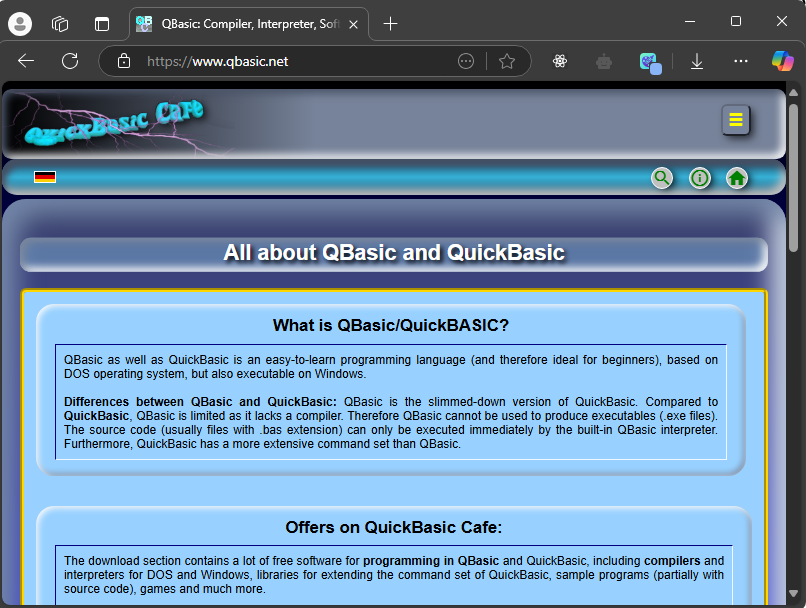 QBasic: Compiler, Interpreter, Sof
https://www.qbasic.net
QuickBasic Cafe
All about QBasic and QuickBasic
What is QBasic/QuickBASIC?
QBasic as well as QuickBasic is an easy-to-learn programming language (and therefore ideal for beginners), based on
DOS operating system, but also executable on Windows.
Differences between QBasic and QuickBasic: QBasic is the slimmed-down version of QuickBasic. Compared to
QuickBasic, QBasic is limited as it lacks a compiler. Therefore QBasic cannot be used to produce executables (.exe files).
The source code (usually files with .bas extension) can only be executed immediately by the built-in QBasic interpreter.
Furthermore, QuickBasic has a more extensive command set than QBasic.
Offers on QuickBasic Cafe:
The download section contains a lot of free software for programming in QBasic and QuickBasic, including compilers and
interpreters for DOS and Windows, libraries for extending the command set of QuickBasic, sample programs (partially with
source code), games and much more.